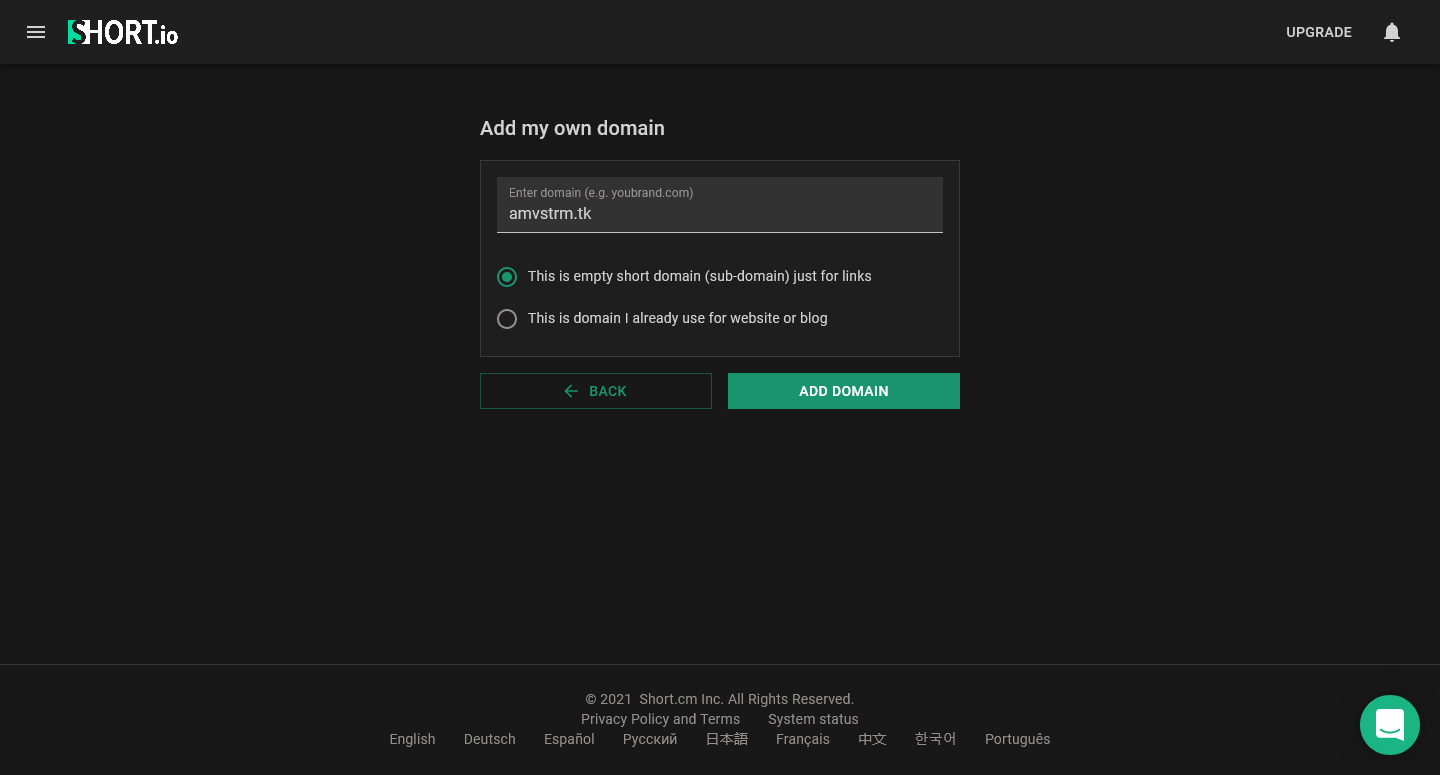 SHORT.io
UPGRADE
Add my own domain
Enter domain (e.g. youbrand.com)
amvstrm.tk
This is empty short domain (sub-domain) just for links
This is domain I already use for website or blog
BACK
ADD DOMAIN
© 2021 Short.cm Inc. All Rights Reserved.
Privacy Policy and Terms System status
English Deutsch Español Русский 日本語 Français 中文 한국어 Português